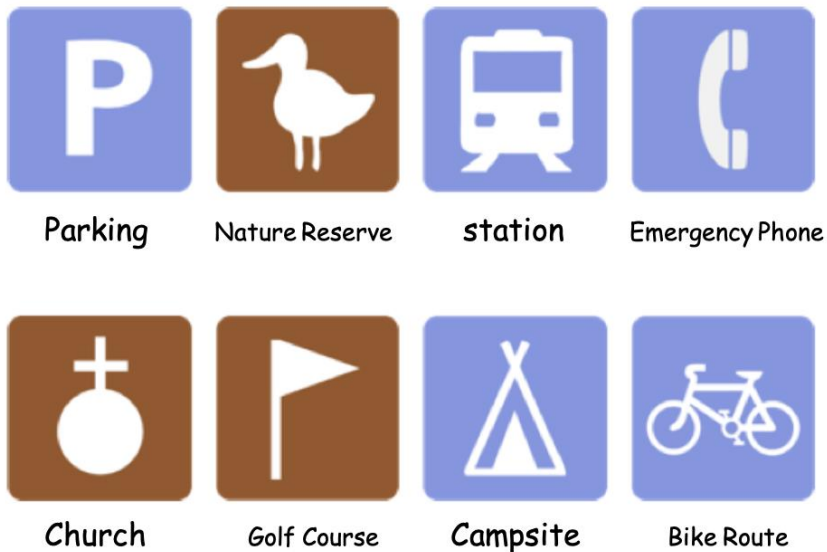 P
Parking
Nature Reserve
station
Emergency Phone
Church
Golf Course
Campsite
Bike Route